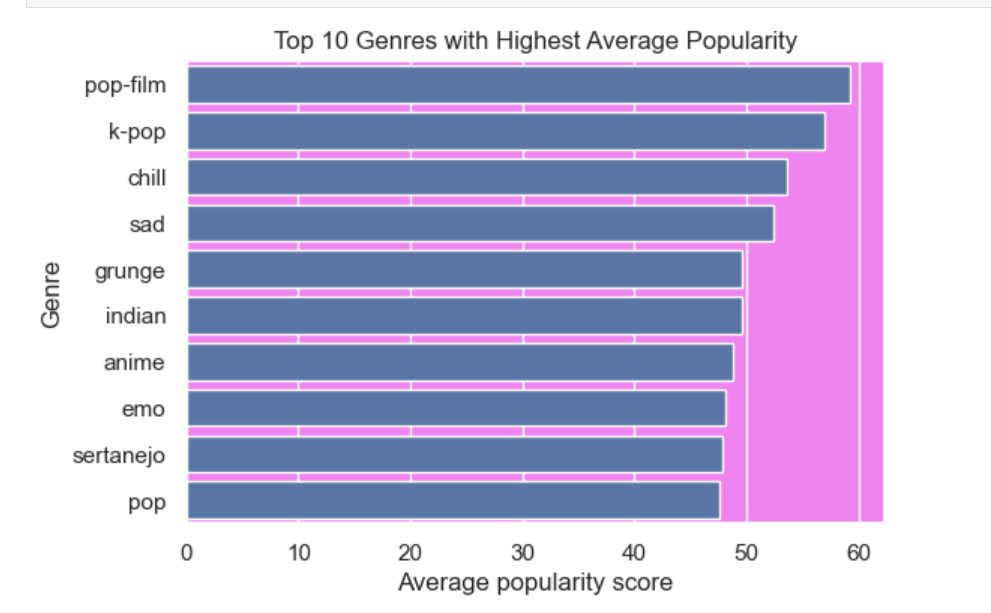 Top 10 Genres with Highest Average Popularity
Genre
pop-film
k-pop
chill
sad
grunge
indian
anime
emo
sertanejo
pop
0 10 20 30 40 50 60
Average popularity score